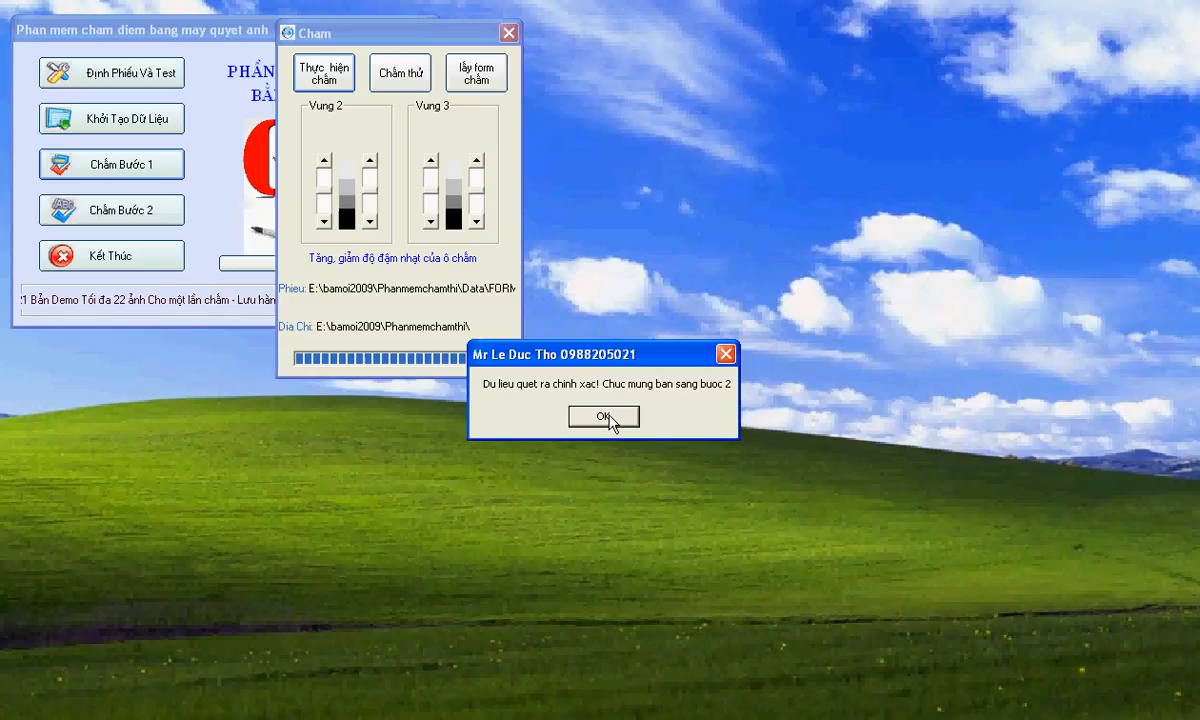 Phan mem cham diem bang may quyet anh
Định Phiếu Và Test
Khởi Tạo Dữ Liệu
Chấm Bước 1
Chấm Bước 2
Kết Thúc
PHẦN
:1 Bản Demo Tối đa 22 ảnh Cho một lần chấm - Lưu hàn
Cham
Thực hiện
chấm
Chấm thử
lấy form
chấm
Vung 2
Vung 3
Tăng, giảm độ đậm nhạt của ô chấm
Phieu: E:\bamoi2009\Phanmemchamthi\Data\FORM
Dia Chi: E:\bamoi2009\Phanmemchamthi\
Mr Le Duc Tho 0988205021
Du lieu quet ra chinh xac! Chuc mung ban sang buoc 2
OK